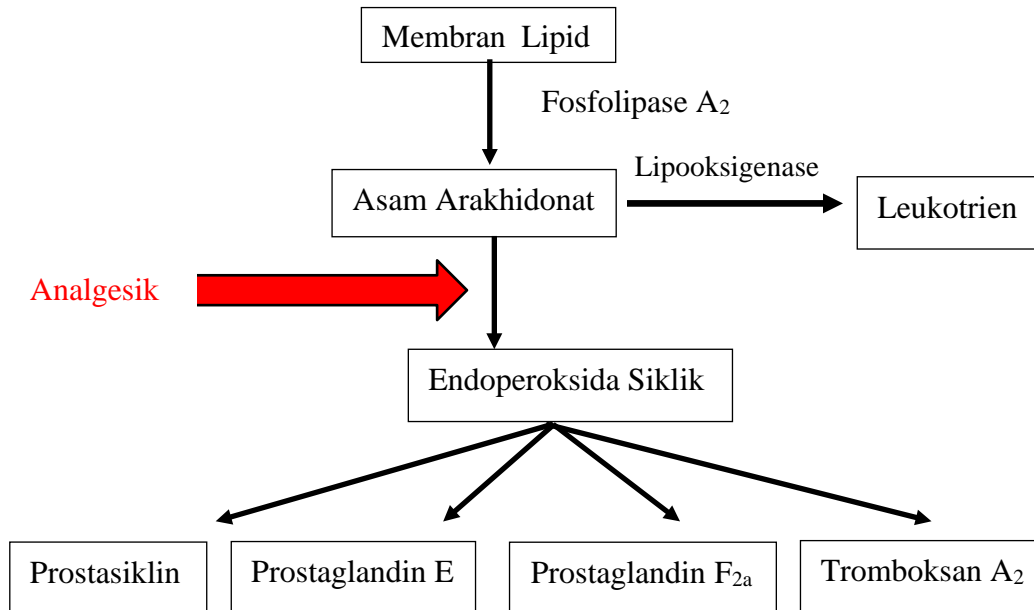 Membran Lipid
Fosfolipase A₂
Lipooksigenase
Asam Arakhidonat
Leukotrien
Analgesik
Endoperoksida Siklik
Prostasiklin
Prostaglandin E
Prostaglandin F₂ₐ
Tromboksan A₂